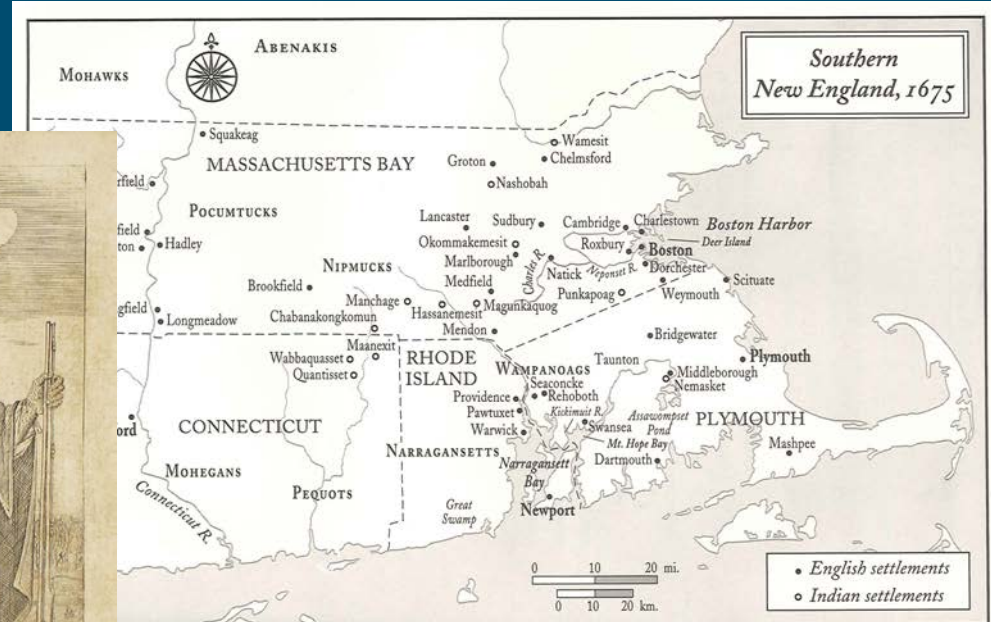 ABENAKIS
MOHAWKS
Southern
New England, 1675
Squakeag
Wamesit
Chelmsford
Groton
MASSACHUSETTS BAY
Nashobah
POCUMTUCKS
Lancaster
Sudbury
Cambridge
Charlestown
Boston Harbor
Deer Island
Roxbury
Boston
Okommakemesit
Marlborough
Charles R.
Natick
Neponset R.
Dorchester
Hadley
NIPMUCKS
Medfield
Punkapoag
Weymouth
Scituate
Brookfield
Manchage
Hassanemesit
Magunkaquog
Chabanakongkomun
Longmeadow
Mendon
Bridgewater
Maanexit
Wabbaquasset
Quantisset
RHODE
ISLAND
WAMPANOAGS
Taunton
Plymouth
Middleborough
Nemasket
Seaconcke
Rehoboth
Providence
Pawtuxet
Kickimuit R.
Assawompset
Pond
PLYMOUTH
Warwick
Swansea
Mt. Hope Bay
CONNECTICUT
NARRAGANSETTS
Dartmouth
Mashpee
MOHEGANS
Narragansett
Bay
PEQUOTS
Connecticut R.
Great
Swamp
Newport
0 10 20 mi.
0 10 20 km.
English settlements
Indian settlements